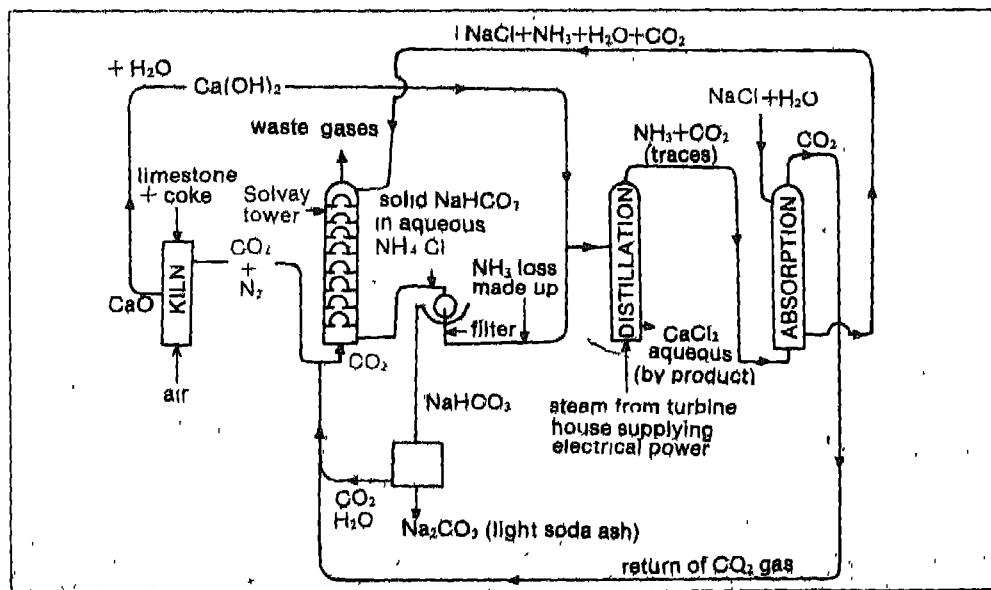 NaCl+NH₃+H₂O+CO₂
+ H₂O
Ca(OH)₂
NaCl+H₂O
waste gases
NH₃+CO₂
(traces)
CO₂
limestone
+ coke
Solvay
tower
solid NaHCO₃
in aqueous
NH₄ Cl
CO₂
+
N₂
NH₃ loss
made up
KILN
CaO
DISTILLATION
ABSORPTION
filter
CaCl₂
aqueous
(by product)
CO₂
air
NaHCO₃
steam from turbine
house supplying
electrical power
CO₂
H₂O
Na₂CO₃ (light soda ash)
return of CO₂ gas